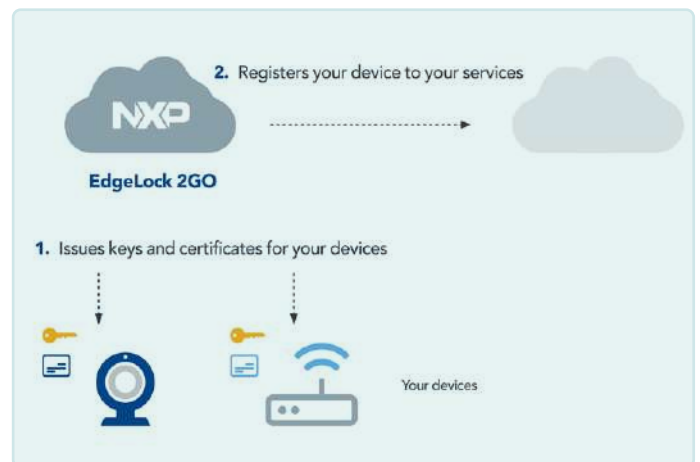 2. Registers your device to your services
NXP
EdgeLock 2GO
1. Issues keys and certificates for your devices
Your devices